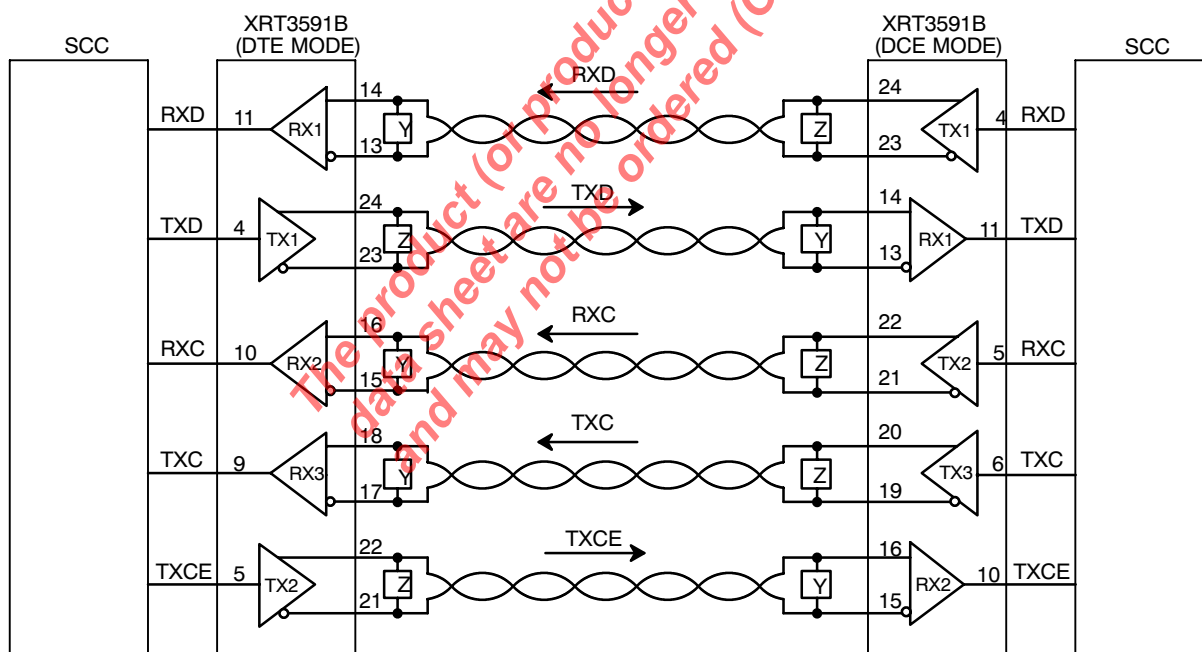 XRT3591B
(DTE MODE)
SCC
XRT3591B
(DCE MODE)
SCC
RXD 11 RX1 14 13 Y RXD Z 24 23 TX1 4 RXD
TXD 4 TX1 24 23 Z TXD Y 14 13 RX1 11 TXD
RXC 10 RX2 16 15 Y RXC Z 22 21 TX2 5 RXC
TXC 9 RX3 18 17 Y TXC Z 20 19 TX3 6 TXC
TXCE 5 TX2 22 21 Z TXCE Y 16 15 RX2 10 TXCE
The product (or produc
data sheet are no longer
and may not be ordered (